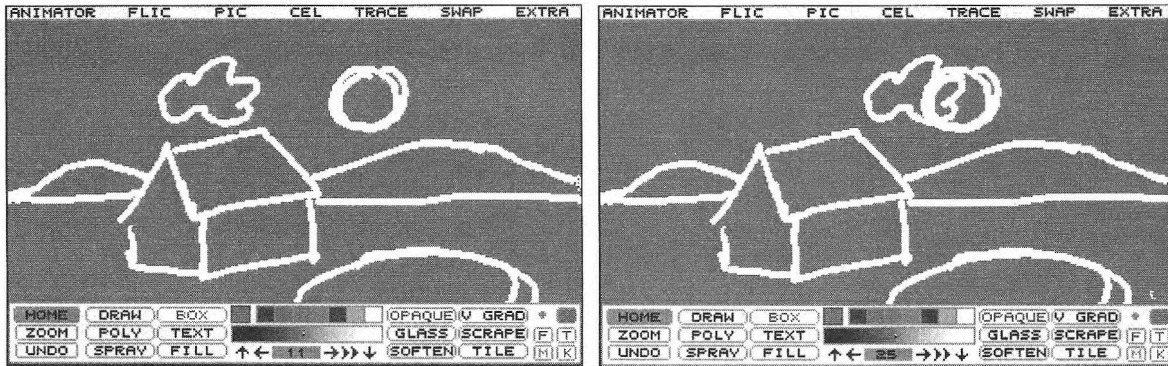 ANIMATOR FLIC PIC CEL TRACE SWAP EXTRA
HOME DRAW BOX OPAQUE V GRAD
ZOOM POLY TEXT GLASS SCRAPE F T
UNDO SPRAY FILL ↑ ← 11 →》↓ SOFTEN TILE M K
ANIMATOR FLIC PIC CEL TRACE SWAP EXTRA
HOME DRAW BOX OPAQUE V GRAD
ZOOM POLY TEXT GLASS SCRAPE F T
UNDO SPRAY FILL ↑ ← 25 →》↓ SOFTEN TILE M K